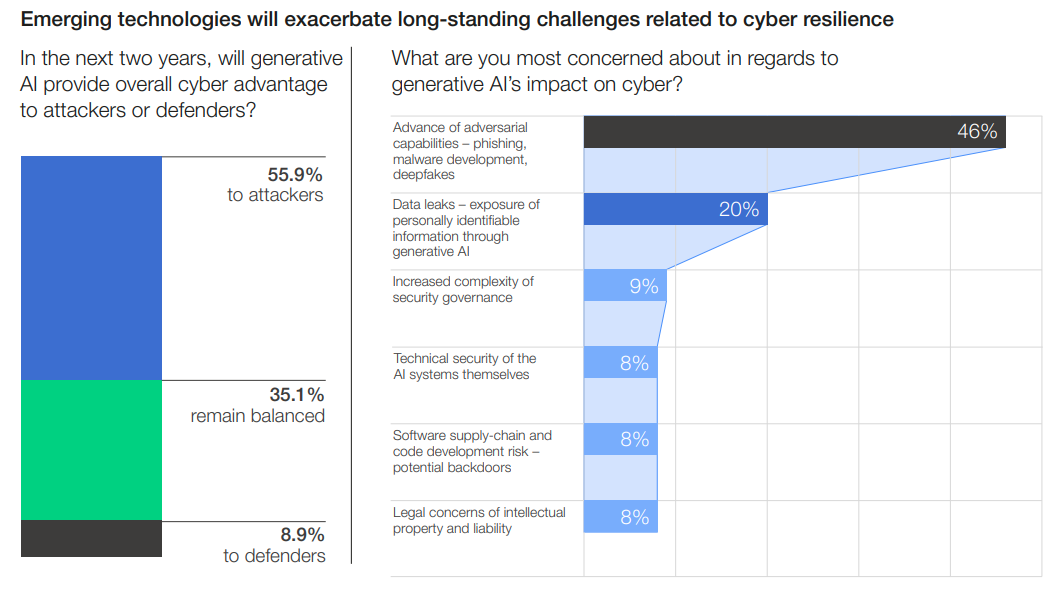 Emerging technologies will exacerbate long-standing challenges related to cyber resilience
In the next two years, will generative
AI provide overall cyber advantage
to attackers or defenders?
55.9%
to attackers
35.1%
remain balanced
8.9%
to defenders
What are you most concerned about in regards to
generative AI’s impact on cyber?
Advance of adversarial
capabilities – phishing,
malware development,
deepfakes
46%
Data leaks – exposure of
personally identifiable
information through
generative AI
20%
Increased complexity of
security governance
9%
Technical security of the
AI systems themselves
8%
Software supply-chain and
code development risk –
potential backdoors
8%
Legal concerns of intellectual
property and liability
8%